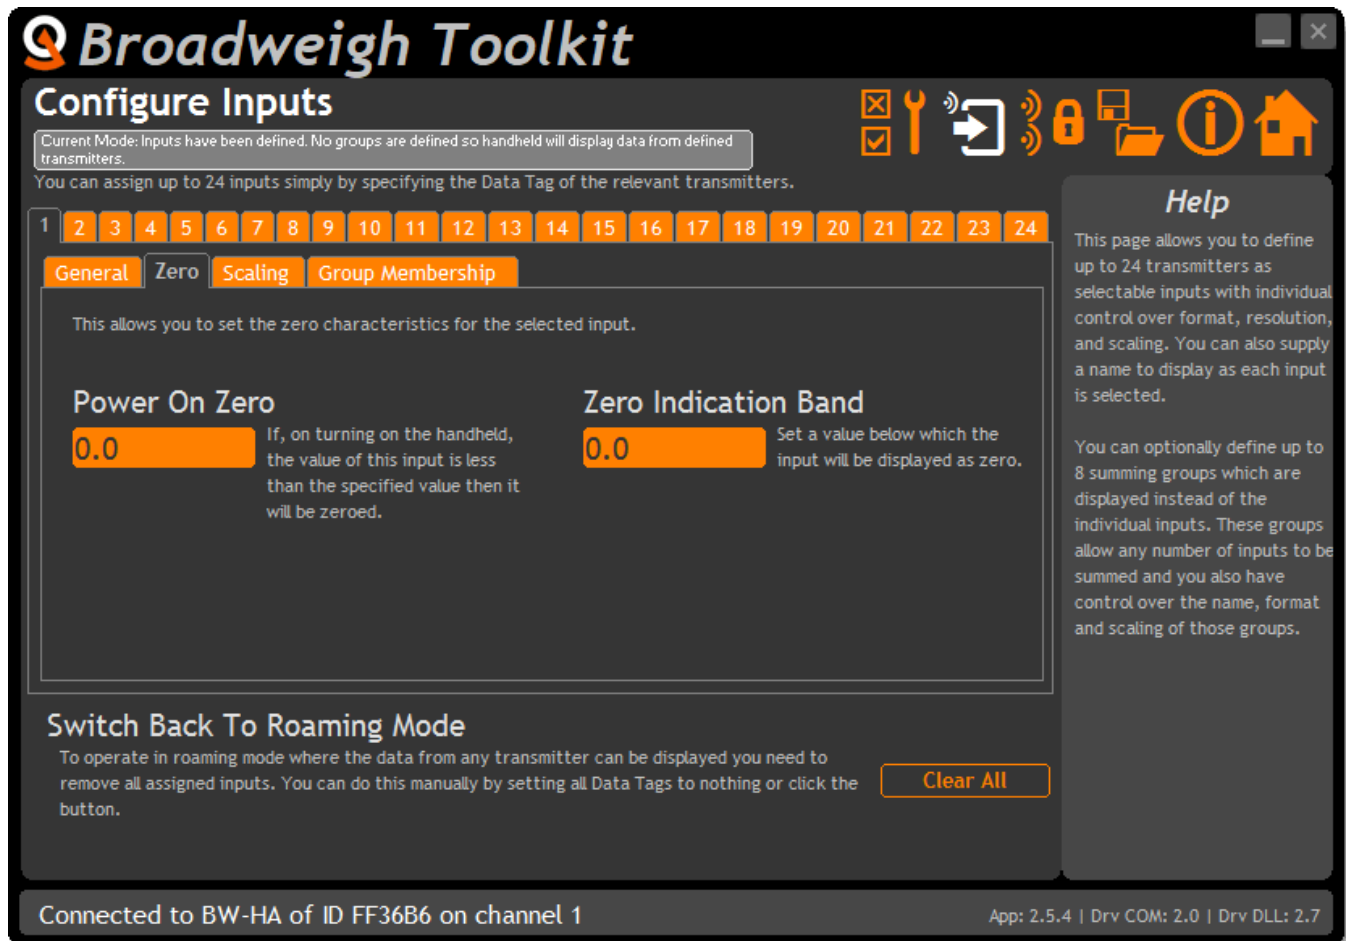 Broadweigh Toolkit
Configure Inputs
Current Mode: Inputs have been defined. No groups are defined so handheld will display data from defined
transmitters.
You can assign up to 24 inputs simply by specifying the Data Tag of the relevant transmitters.
1 2 3 4 5 6 7 8 9 10 11 12 13 14 15 16 17 18 19 20 21 22 23 24
General Zero Scaling Group Membership
This allows you to set the zero characteristics for the selected input.
Power On Zero
0.0
If, on turning on the handheld,
the value of this input is less
than the specified value then it
will be zeroed.
Zero Indication Band
0.0
Set a value below which the
input will be displayed as zero.
Switch Back To Roaming Mode
To operate in roaming mode where the data from any transmitter can be displayed you need to
remove all assigned inputs. You can do this manually by setting all Data Tags to nothing or click the
button.
Clear All
Help
This page allows you to define
up to 24 transmitters as
selectable inputs with individual
control over format, resolution,
and scaling. You can also supply
a name to display as each input
is selected.
You can optionally define up to
8 summing groups which are
displayed instead of the
individual inputs. These groups
allow any number of inputs to be
summed and you also have
control over the name, format
and scaling of those groups.
Connected to BW-HA of ID FF36B6 on channel 1
App: 2.5.4 | Drv COM: 2.0 | Drv DLL: 2.7